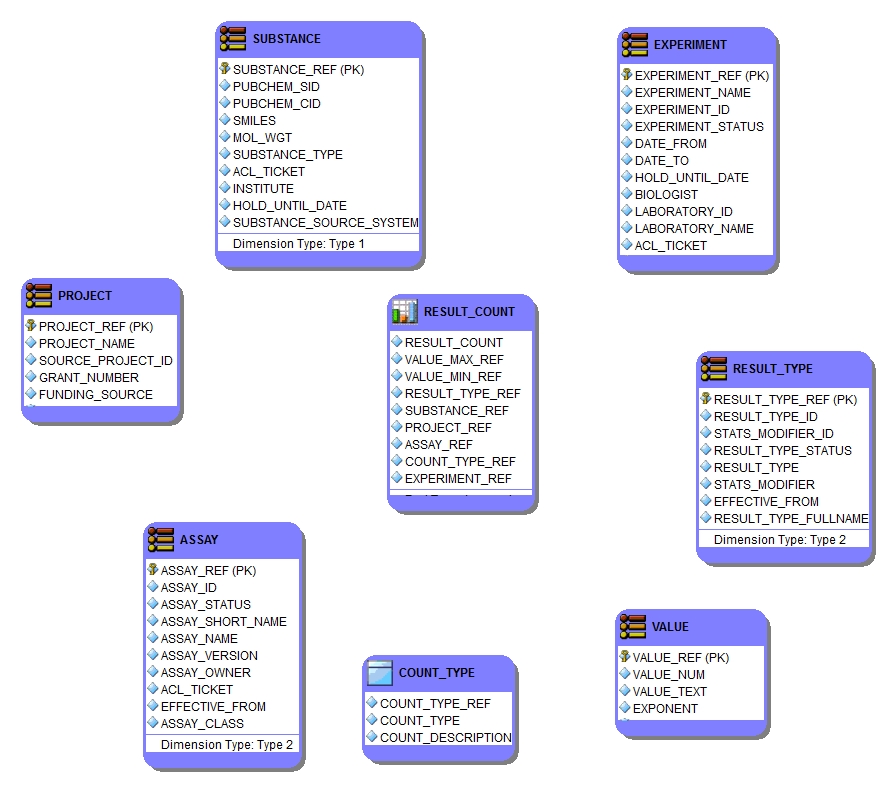 SUBSTANCE
SUBSTANCE_REF (PK)
PUBCHEM_SID
PUBCHEM_CID
SMILES
MOL_WGT
SUBSTANCE_TYPE
ACL_TICKET
INSTITUTE
HOLD_UNTIL_DATE
SUBSTANCE_SOURCE_SYSTEM
Dimension Type: Type 1
EXPERIMENT
EXPERIMENT_REF (PK)
EXPERIMENT_NAME
EXPERIMENT_ID
EXPERIMENT_STATUS
DATE_FROM
DATE_TO
HOLD_UNTIL_DATE
BIOLOGIST
LABORATORY_ID
LABORATORY_NAME
ACL_TICKET
PROJECT
PROJECT_REF (PK)
PROJECT_NAME
SOURCE_PROJECT_ID
GRANT_NUMBER
FUNDING_SOURCE
RESULT_COUNT
RESULT_COUNT
VALUE_MAX_REF
VALUE_MIN_REF
RESULT_TYPE_REF
SUBSTANCE_REF
PROJECT_REF
ASSAY_REF
COUNT_TYPE_REF
EXPERIMENT_REF
RESULT_TYPE
RESULT_TYPE_REF (PK)
RESULT_TYPE_ID
STATS_MODIFIER_ID
RESULT_TYPE_STATUS
RESULT_TYPE
STATS_MODIFIER
EFFECTIVE_FROM
RESULT_TYPE_FULLNAME
Dimension Type: Type 2
ASSAY
ASSAY_REF (PK)
ASSAY_ID
ASSAY_STATUS
ASSAY_SHORT_NAME
ASSAY_NAME
ASSAY_VERSION
ASSAY_OWNER
ACL_TICKET
EFFECTIVE_FROM
ASSAY_CLASS
Dimension Type: Type 2
COUNT_TYPE
COUNT_TYPE_REF
COUNT_TYPE
COUNT_DESCRIPTION
VALUE
VALUE_REF (PK)
VALUE_NUM
VALUE_TEXT
EXPONENT